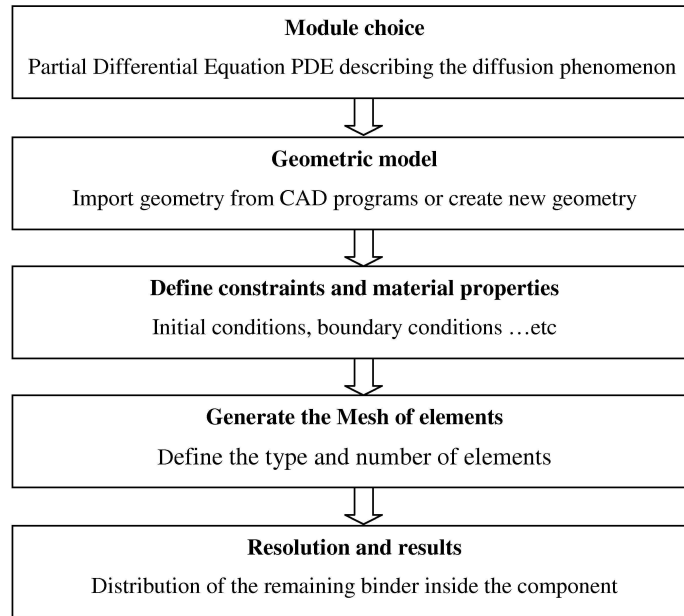 Module choice
Partial Differential Equation PDE describing the diffusion phenomenon
Geometric model
Import geometry from CAD programs or create new geometry
Define constraints and material properties
Initial conditions, boundary conditions …etc
Generate the Mesh of elements
Define the type and number of elements
Resolution and results
Distribution of the remaining binder inside the component